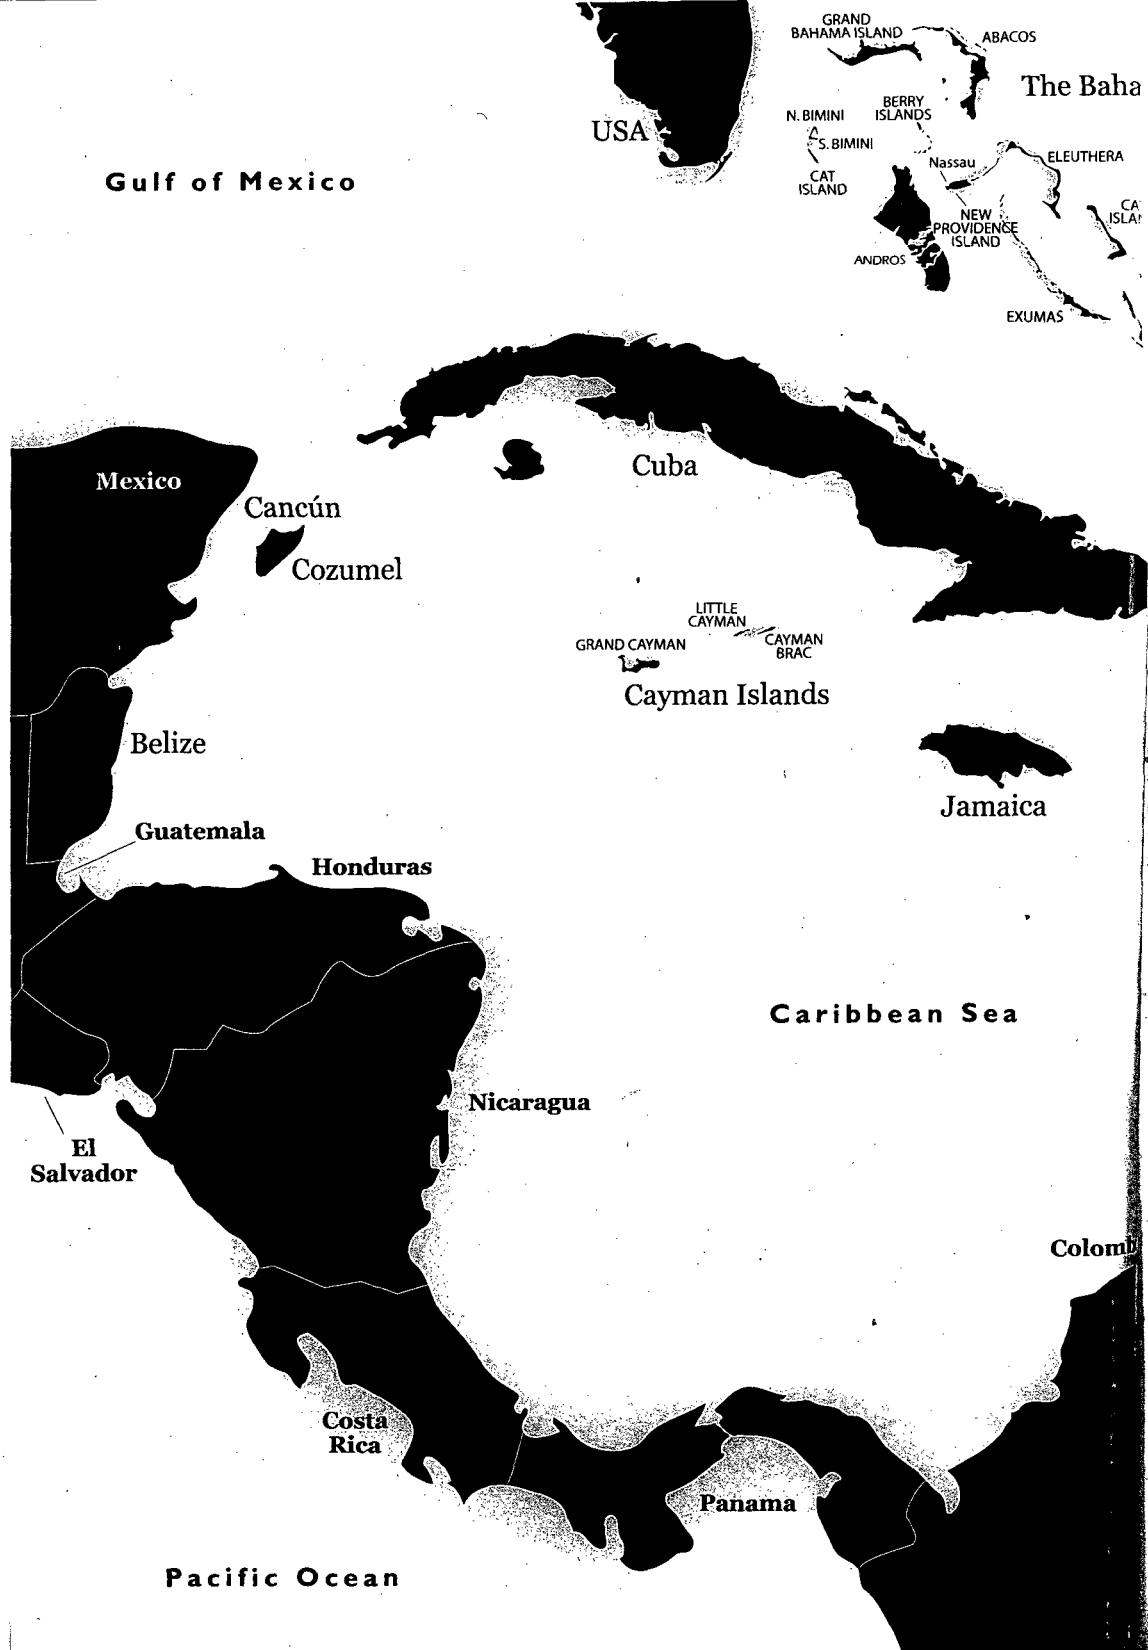 GRAND
BAHAMA ISLAND
ABACOS
The Baha
BERRY
ISLANDS
N. BIMINI
S. BIMINI
CAT
ISLAND
Nassau
ELEUTHERA
NEW
PROVIDENCE
ISLAND
CA
ISLA
ANDROS
EXUMAS
USA
Gulf of Mexico
Cuba
Mexico
Cancún
Cozumel
LITTLE
CAYMAN
GRAND CAYMAN
CAYMAN
BRAC
Cayman Islands
Belize
Jamaica
Guatemala
Honduras
Caribbean Sea
Nicaragua
El
Salvador
Colomb
Costa
Rica
Panama
Pacific Ocean